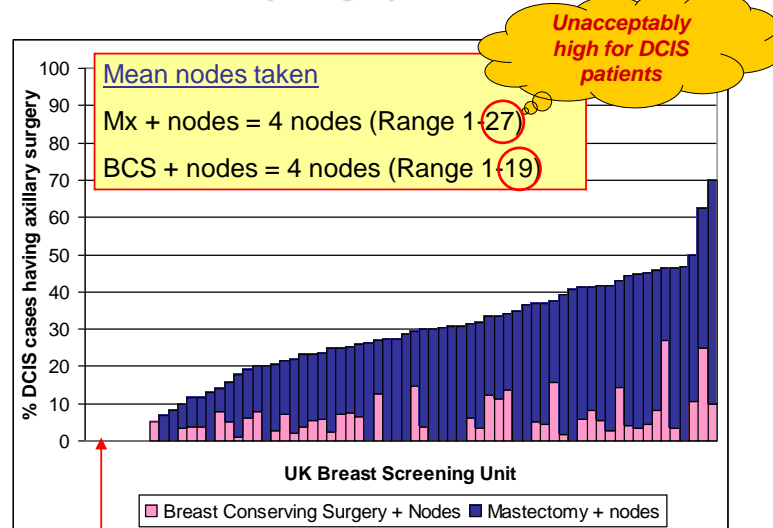 Unacceptably
high for DCIS
patients
Mean nodes taken
Mx + nodes = 4 nodes (Range 1-27)
BCS + nodes = 4 nodes (Range 1-19)
% DCIS cases having axillary surgery
100
90
80
70
60
50
40
30
20
10
0
UK Breast Screening Unit
Breast Conserving Surgery + Nodes
Mastectomy + nodes